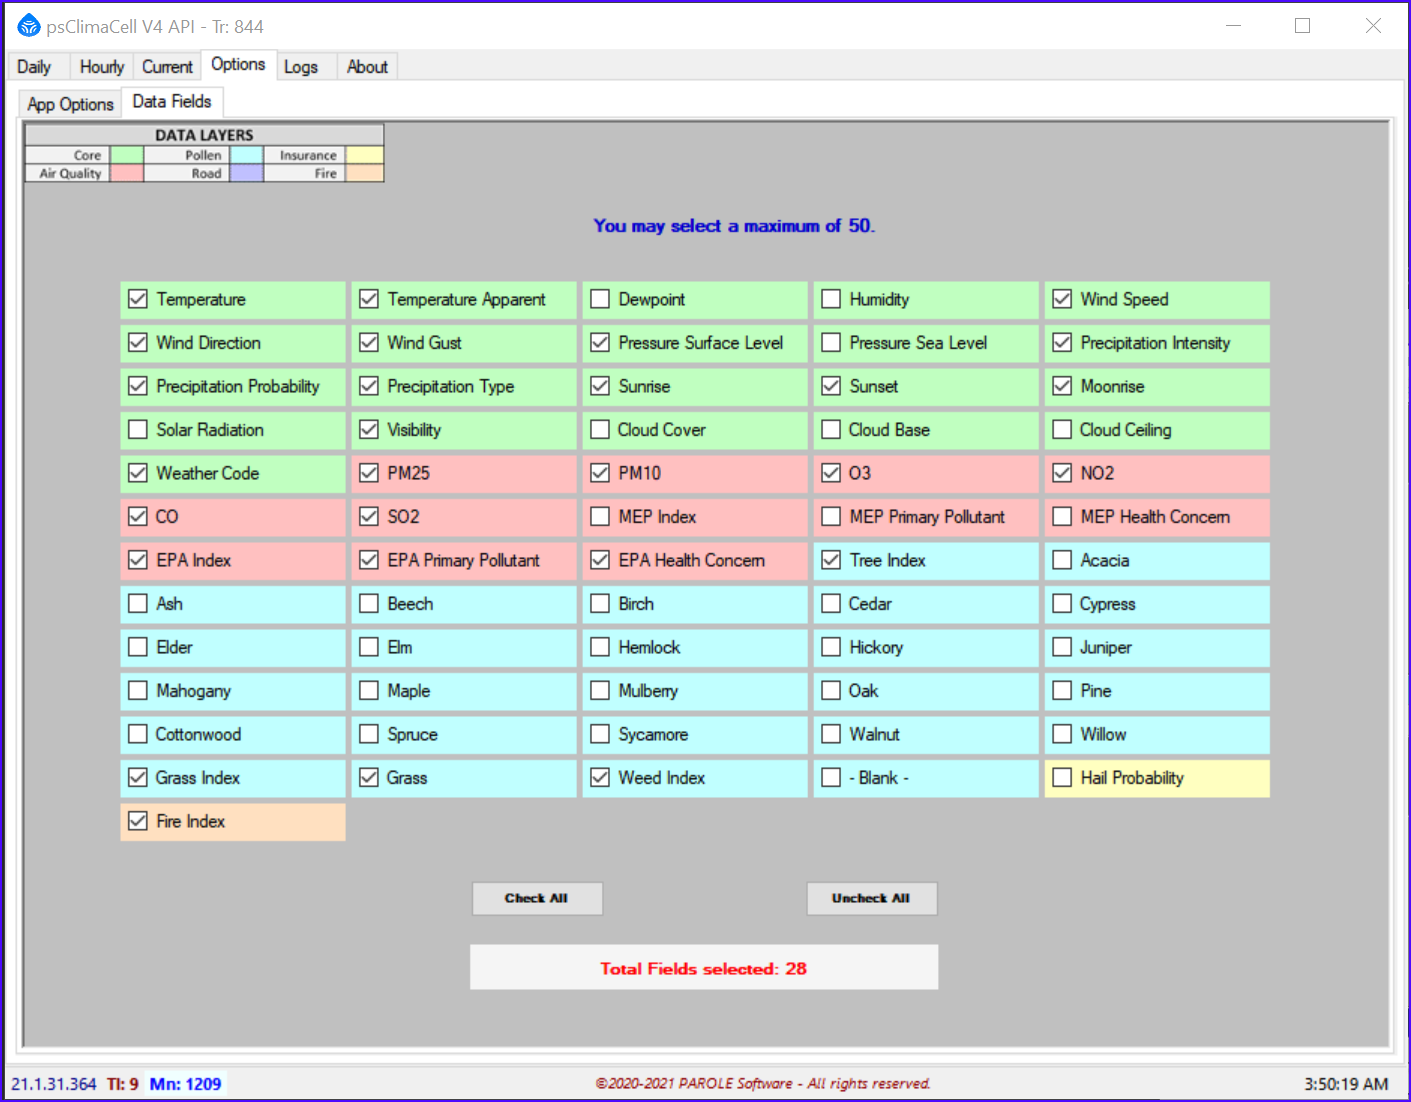 psClimaCell V4 API - Tr: 844
Daily Hourly Current Options Logs About
App Options Data Fields
DATA LAYERS
Core Pollen Insurance
Air Quality Road Fire
You may select a maximum of 50.
Temperature Temperature Apparent Dewpoint Humidity Wind Speed
Wind Direction Wind Gust Pressure Surface Level Pressure Sea Level Precipitation Intensity
Precipitation Probability Precipitation Type Sunrise Sunset Moonrise
Solar Radiation Visibility Cloud Cover Cloud Base Cloud Ceiling
Weather Code PM25 PM10 O3 NO2
CO SO2 MEP Index MEP Primary Pollutant MEP Health Concern
EPA Index EPA Primary Pollutant EPA Health Concern Tree Index Acacia
Ash Beech Birch Cedar Cypress
Elder Elm Hemlock Hickory Juniper
Mahogany Maple Mulberry Oak Pine
Cottonwood Spruce Sycamore Walnut Willow
Grass Index Grass Weed Index - Blank - Hail Probability
Fire Index
Check All Uncheck All
Total Fields selected: 28
21.1.31.364 TI: 9 Mn: 1209 ©2020-2021 PAROLE Software - All rights reserved. 3:50:19 AM